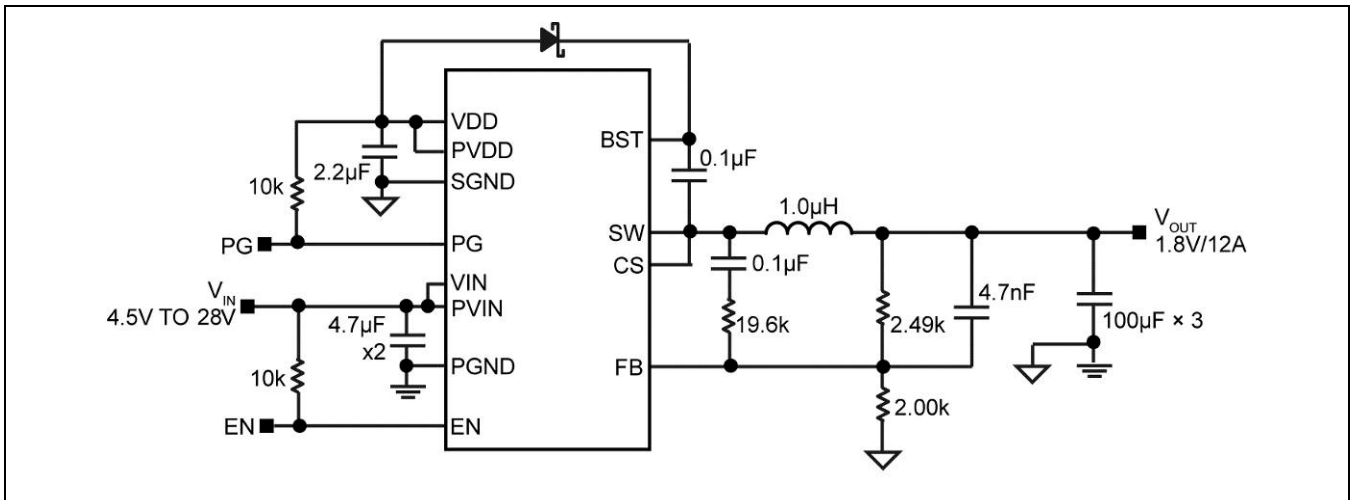 VDD
PVDD
2.2µF
SGND
10k
PG
PG
VIN
V_IN
4.5V TO 28V
PVIN
4.7µF
x2
PGND
10k
EN
EN
BST
0.1µF
SW
CS
1.0µH
0.1µF
19.6k
FB
2.49k
4.7nF
2.00k
V_OUT
1.8V/12A
100µF × 3